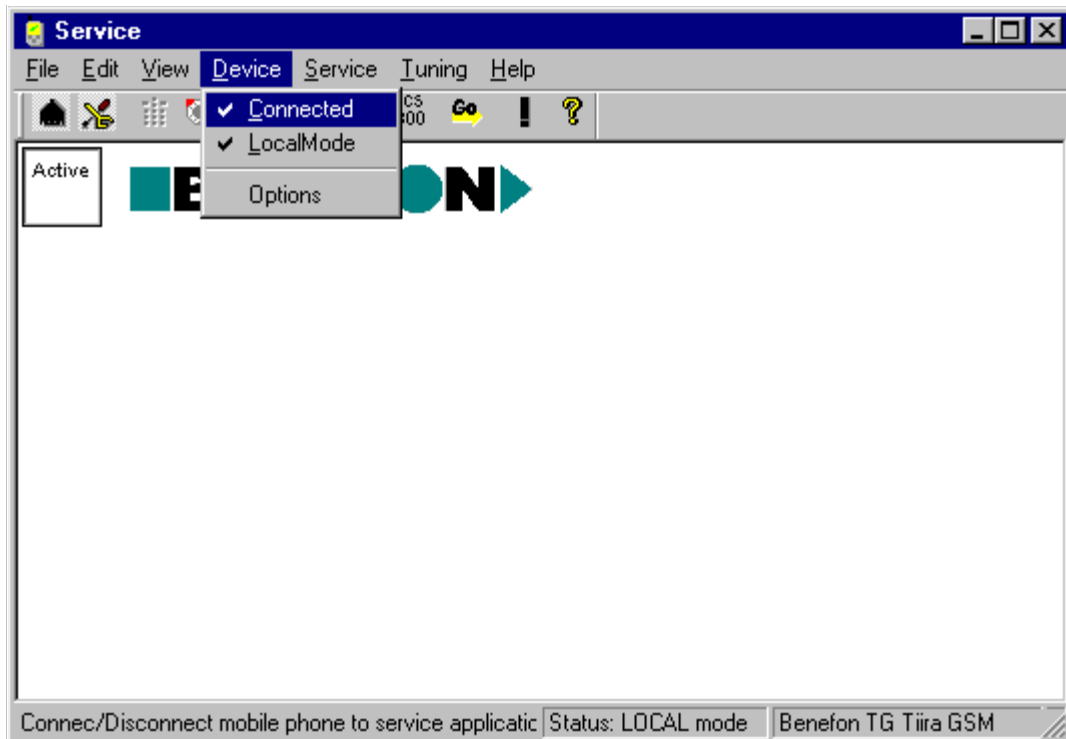 Service
File Edit View Device Service Tuning Help
Connected
LocalMode
Options
Go ! ?
Active
B N
Connec/Disconnect mobile phone to service applicatic Status: LOCAL mode Benefon TG Tiira GSM